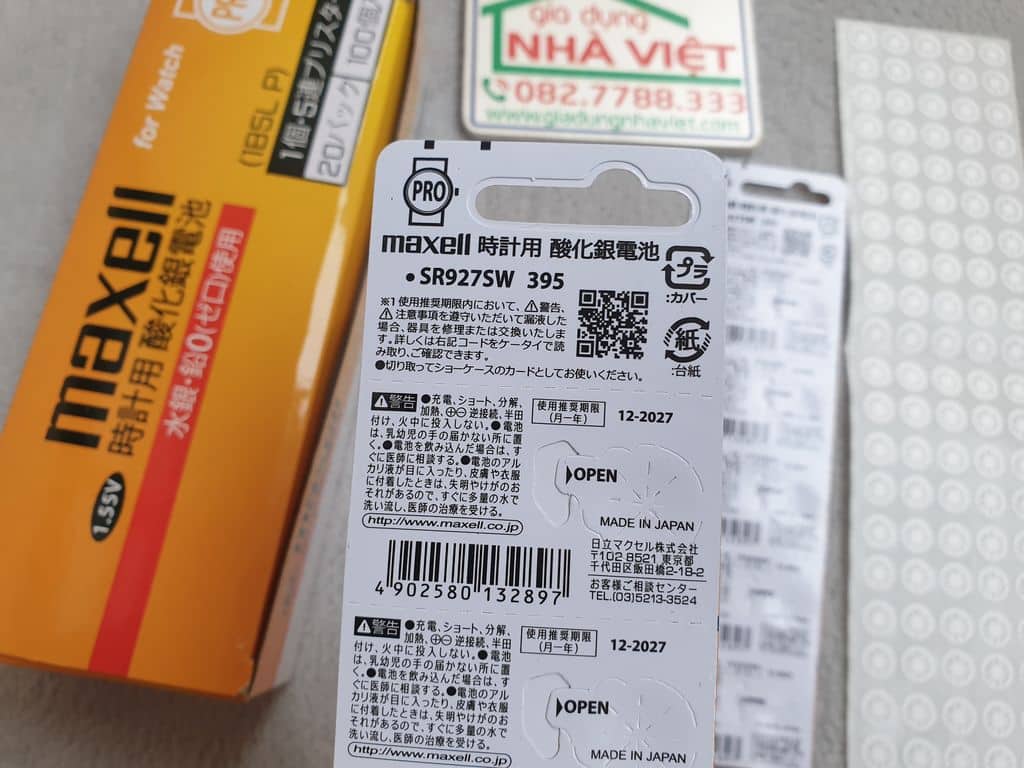 gia dụng
NHÀ VIỆT
082.7788.333
www.giadungnhaviet.com
PRO
for Watch
(1BSL P)
1個・5連ブリスター
20パック 100個
maxell
時計用 酸化銀電池
水銀・鉛0(ゼロ)使用
1.55V
PRO
maxell 時計用 酸化銀電池
プラ
:カバー
• SR927SW 395
※1 使用推奨期限内において、⚠警告、
⚠注意事項を遵守いただいて漏液した
場合、器具を修理または交換いたしま
す。詳しくは右記コードをケータイで読
み取り、ご確認できます。
●切り取ってショーケースのカードとしてお使いください。
紙
:台紙
⚠警告 ●充電、ショート、分解、
加熱、⊕⊖逆接続、半田
付け、火中に投入しない。●電池
は、乳幼児の手の届かない所に置
く。●電池を飲み込んだ場合は、す
ぐに医師に相談する。●電池のアル
カリ液が目に入ったり、皮膚や衣服
に付着したときは、失明やけがのお
それがあるので、すぐに多量の水で
洗い流し、医師の治療を受ける。
http://www.maxell.co.jp
使用推奨期限
(月ー年)
12-2027
OPEN
MADE IN JAPAN
日立マクセル株式会社
〒102-8521 東京都
千代田区飯田橋2-18-2
お客様ご相談センター
TEL.(03)5213-3524
4 902580 132897
⚠警告 ●充電、ショート、分解、
加熱、⊕⊖逆接続、半田
付け、火中に投入しない。●電池
は、乳幼児の手の届かない所に置
く。●電池を飲み込んだ場合は、す
ぐに医師に相談する。●電池のアル
カリ液が目に入ったり、皮膚や衣服
に付着したときは、失明やけがのお
それがあるので、すぐに多量の水で
洗い流し、医師の治療を受ける。
http://www.maxell.co.jp
使用推奨期限
(月ー年)
12-2027
OPEN
MADE IN JAPAN